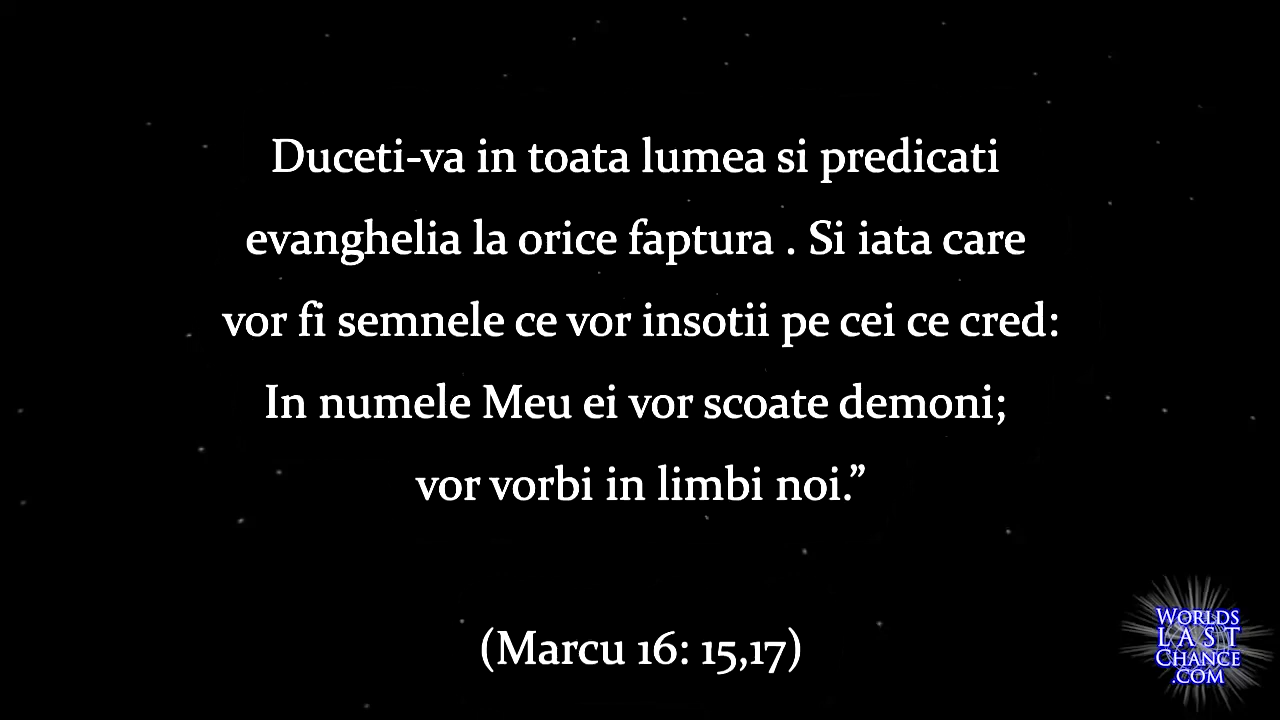 Duceti-va in toata lumea si predicati
evanghelia la orice faptura . Si iata care
vor fi semnele ce vor insotii pe cei ce cred:
In numele Meu ei vor scoate demoni;
vor vorbi in limbi noi.”
(Marcu 16: 15,17)
WORLDS
LAST
CHANCE
.COM